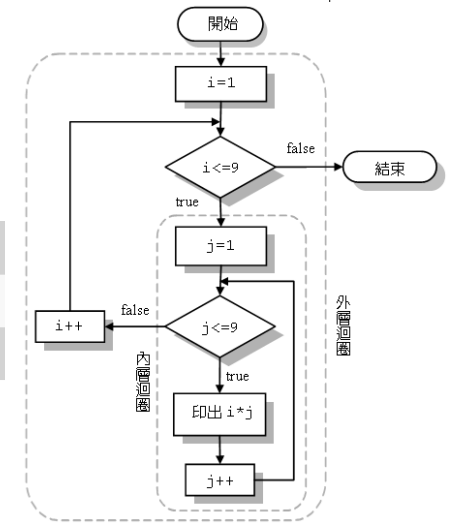 開始
i=1
i<=9
false
結束
true
j=1
j<=9
false
i++
true
印出 i*j
j++
內層迴圈
外層迴圈